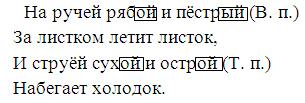 На ручей рябой и пёстрый (В. п.)
За листком летит листок,
И струёй сухой и острой (Т. п.)
Набегает холодок.